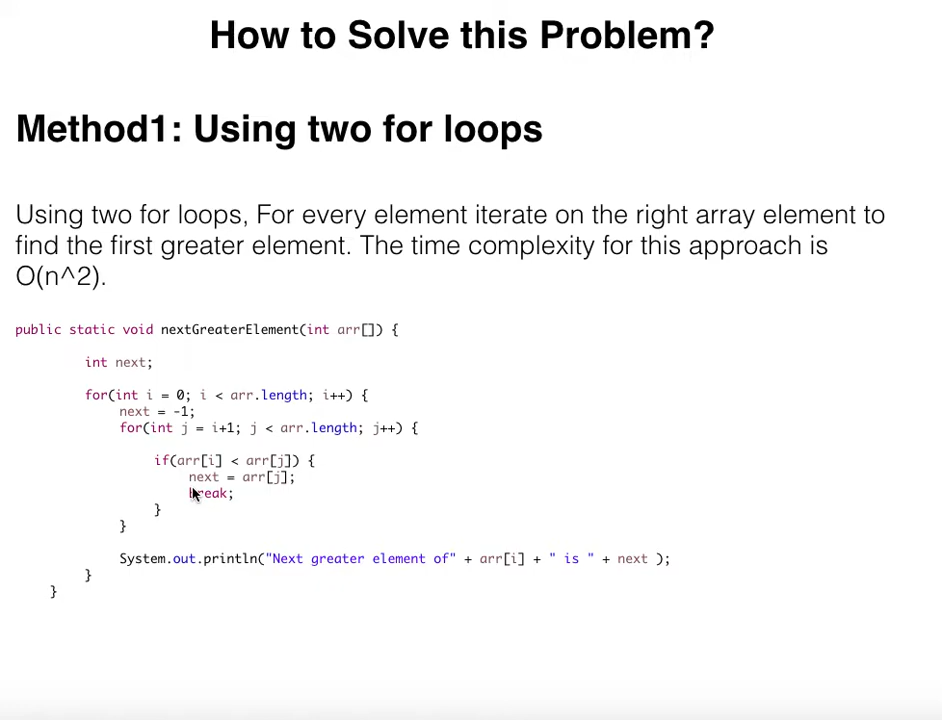 How to Solve this Problem?
Method1: Using two for loops
Using two for loops, For every element iterate on the right array element to
find the first greater element. The time complexity for this approach is
O(n^2).
public static void nextGreaterElement(int arr[]) {
int next;
for(int i = 0; i < arr.length; i++) {
next = -1;
for(int j = i+1; j < arr.length; j++) {
if(arr[i] < arr[j]) {
next = arr[j];
break;
}
}
System.out.println("Next greater element of" + arr[i] + " is " + next );
}
}